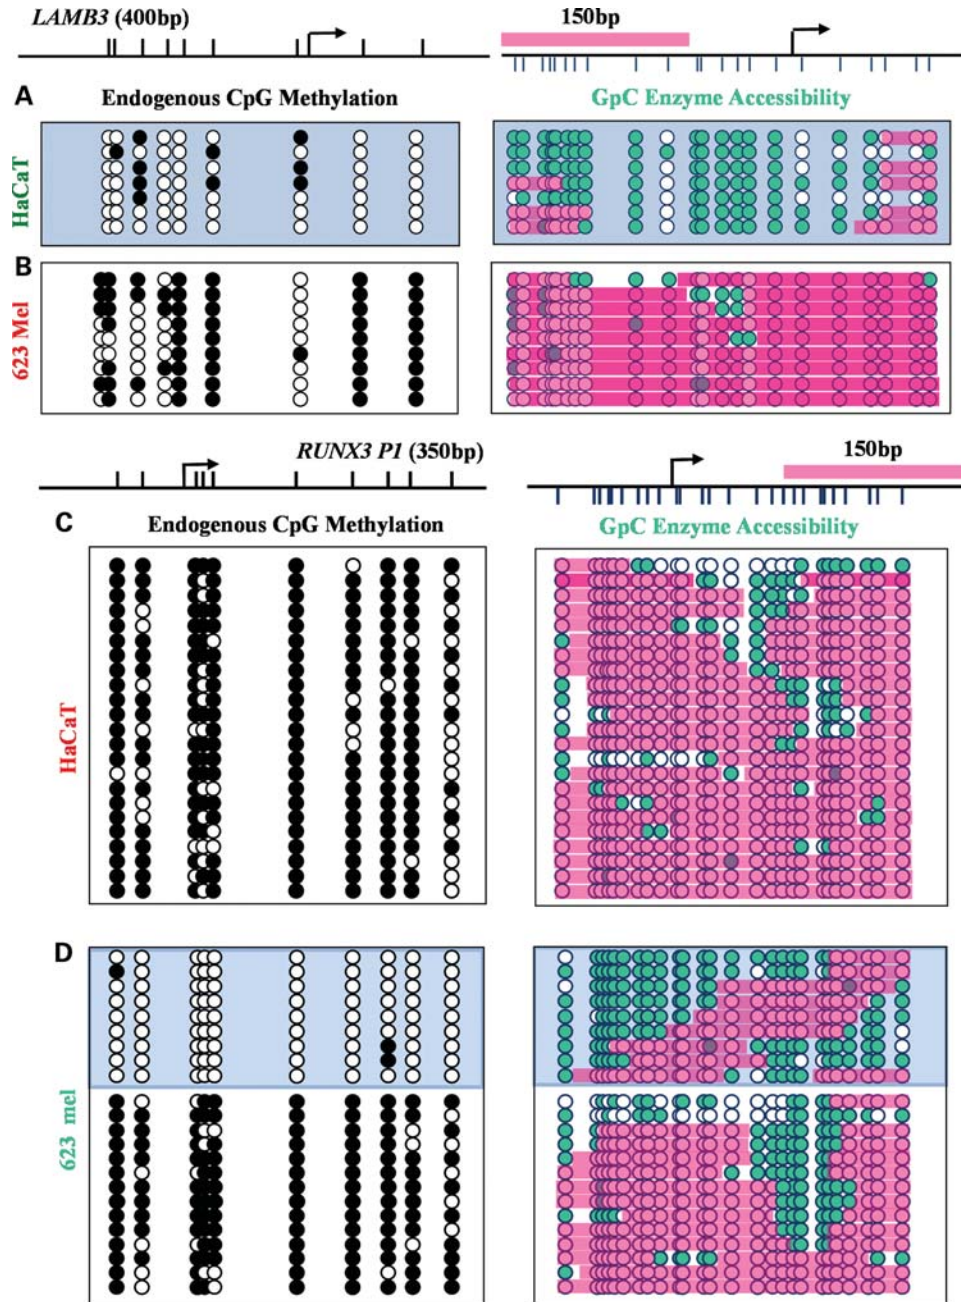 LAMB3 (400bp)
150bp
A
Endogenous CpG Methylation
GpC Enzyme Accessibility
HaCaT
B
623 Mel
RUNX3 P1 (350bp)
150bp
C
Endogenous CpG Methylation
GpC Enzyme Accessibility
HaCaT
D
623 mel